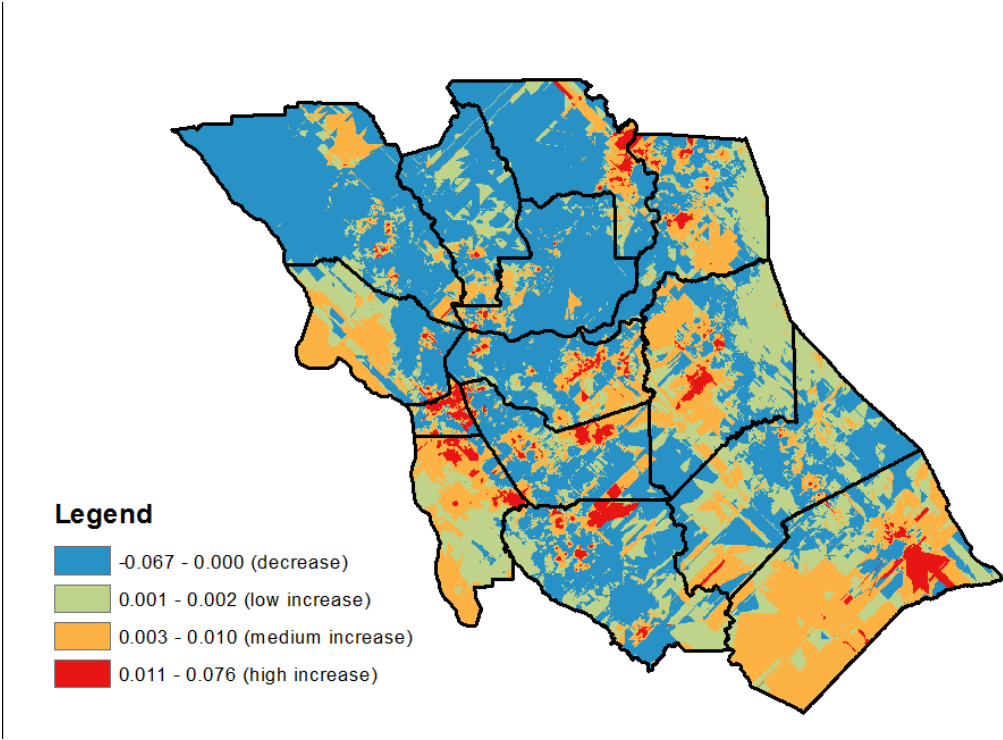 Legend
-0.067 - 0.000 (decrease)
0.001 - 0.002 (low increase)
0.003 - 0.010 (medium increase)
0.011 - 0.076 (high increase)